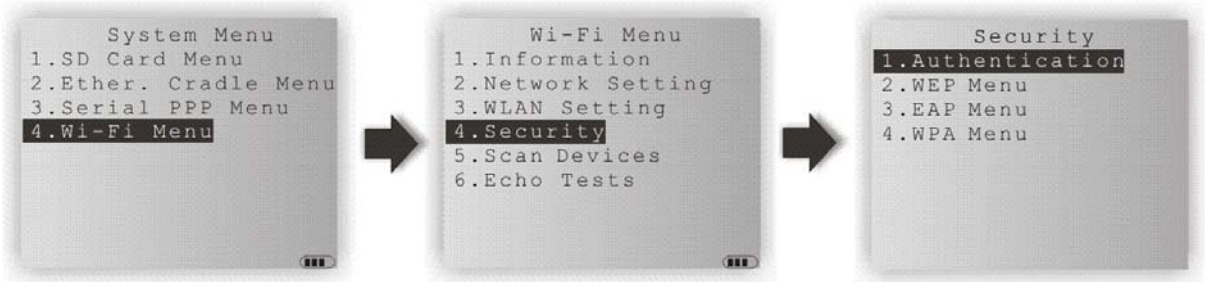 System Menu
1.SD Card Menu
2.Ether. Cradle Menu
3.Serial PPP Menu
4.Wi-Fi Menu
Wi-Fi Menu
1.Information
2.Network Setting
3.WLAN Setting
4.Security
5.Scan Devices
6.Echo Tests
Security
1.Authentication
2.WEP Menu
3.EAP Menu
4.WPA Menu